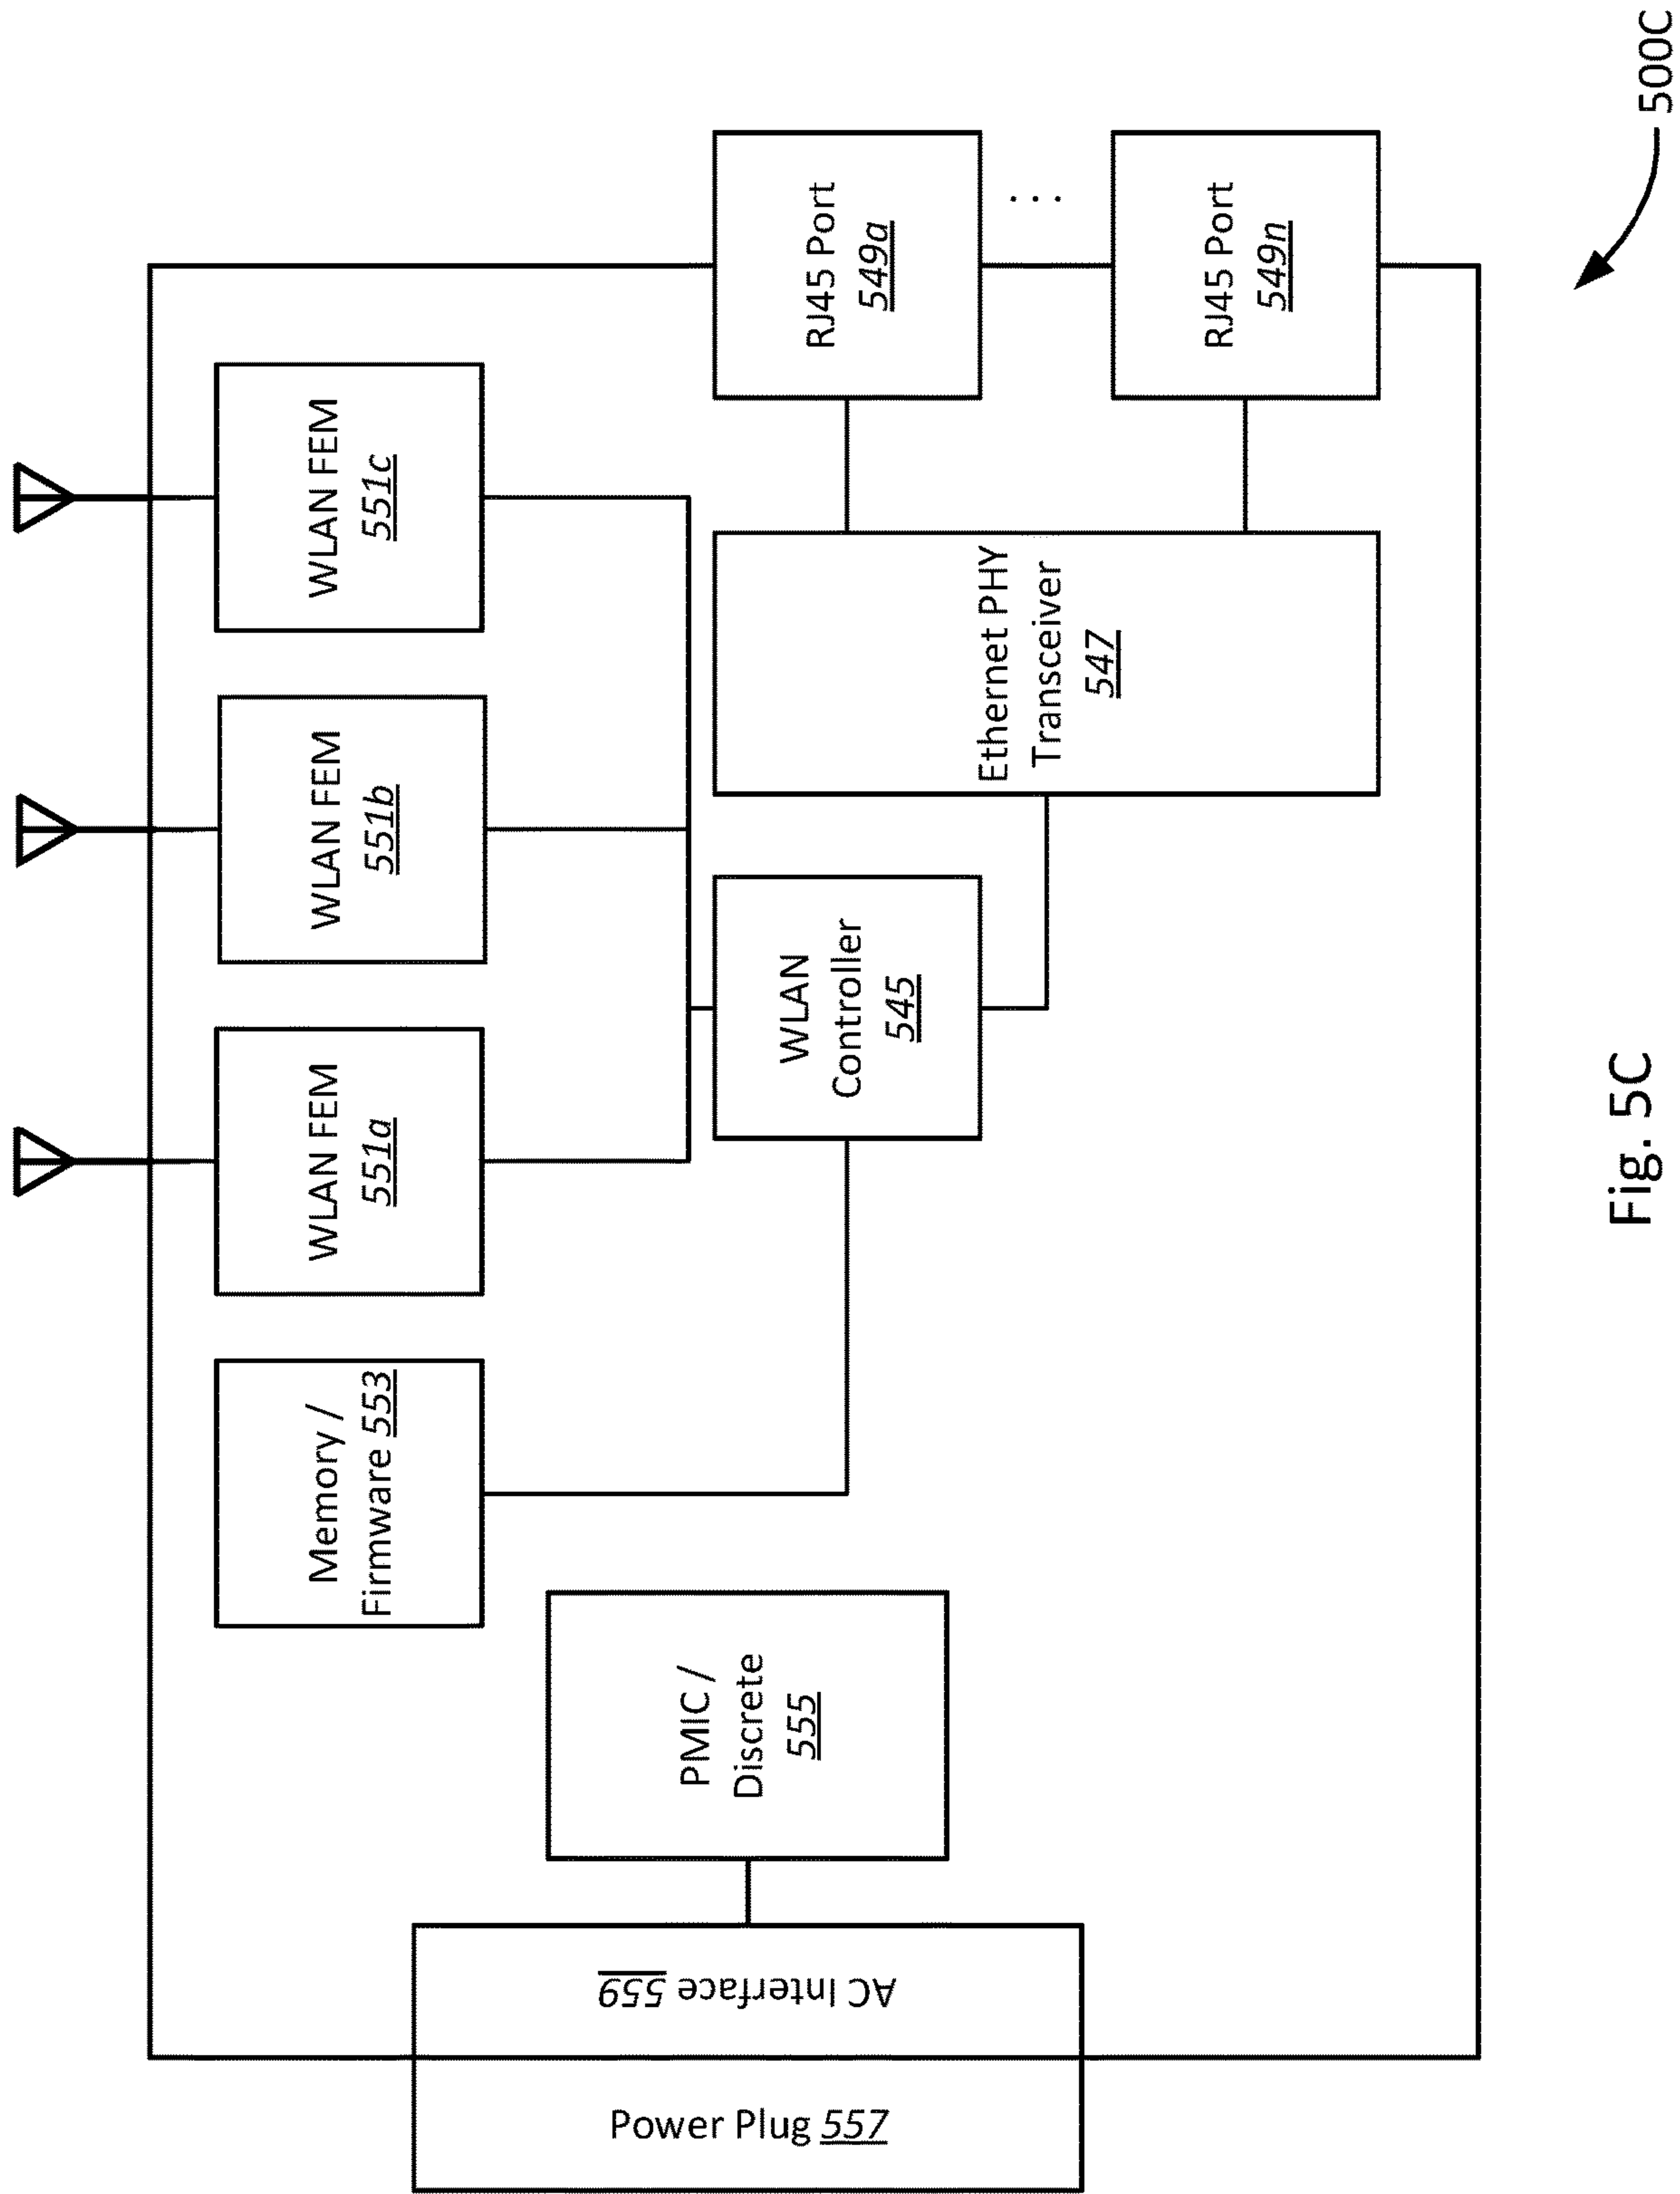 WLAN FEM
551a
WLAN FEM
551b
WLAN FEM
551c
Memory /
Firmware 553
PMIC /
Discrete
555
AC Interface 559
Power Plug 557
WLAN
Controller
545
Ethernet PHY
Transceiver
547
RJ45 Port
549a
...
RJ45 Port
549n
500C
Fig. 5C